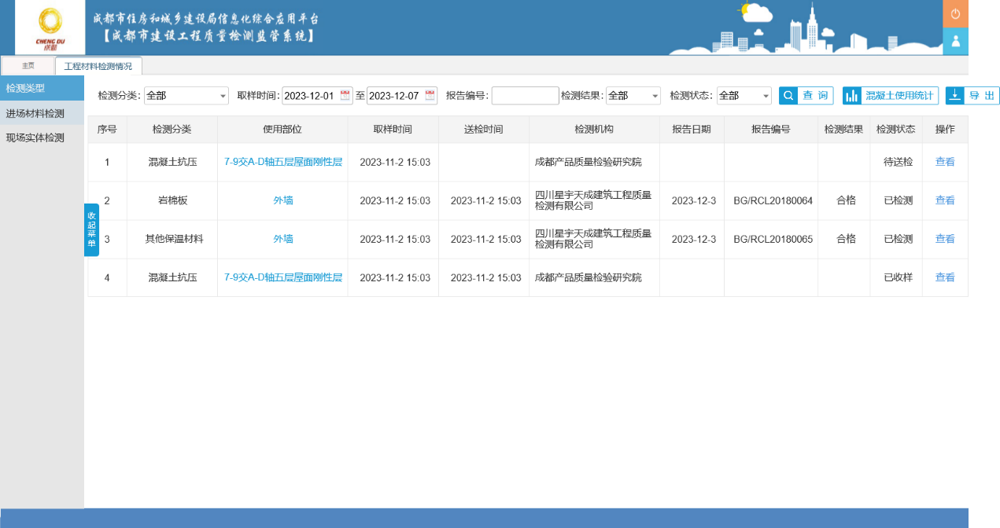 成都市住房和城乡建设局信息化综合应用平台
【成都市建设工程质量检测监管系统】
CHENG DU
成都
主页
工程材料检测情况
检测类型
进场材料检测
现场实体检测
收起菜单
检测分类: 全部 取样时间: 2023-12-01 至 2023-12-07 报告编号: 检测结果: 全部 检测状态: 全部 查 询 混凝土使用统计 导 出
序号 检测分类 使用部位 取样时间 送检时间 检测机构 报告日期 报告编号 检测结果 检测状态 操作
1 混凝土抗压 7-9交A-D轴五层屋面刚性层 2023-11-2 15:03 成都产品质量检验研究院 待送检 查看
2 岩棉板 外墙 2023-11-2 15:03 2023-11-2 15:03 四川星宇天成建筑工程质量
检测有限公司 2023-12-3 BG/RCL20180064 合格 已检测 查看
3 其他保温材料 外墙 2023-11-2 15:03 2023-11-2 15:03 四川星宇天成建筑工程质量
检测有限公司 2023-12-3 BG/RCL20180065 合格 已检测 查看
4 混凝土抗压 7-9交A-D轴五层屋面刚性层 2023-11-2 15:03 2023-11-2 15:03 成都产品质量检验研究院 已收样 查看